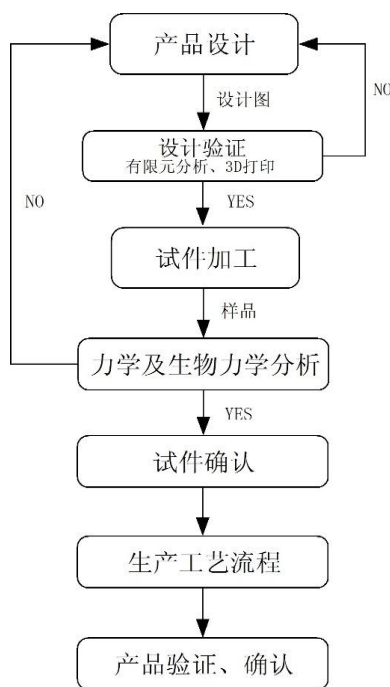 产品设计
设计图
NO
设计验证
有限元分析、3D打印
NO
YES
试件加工
样品
力学及生物力学分析
YES
试件确认
生产工艺流程
产品验证、确认